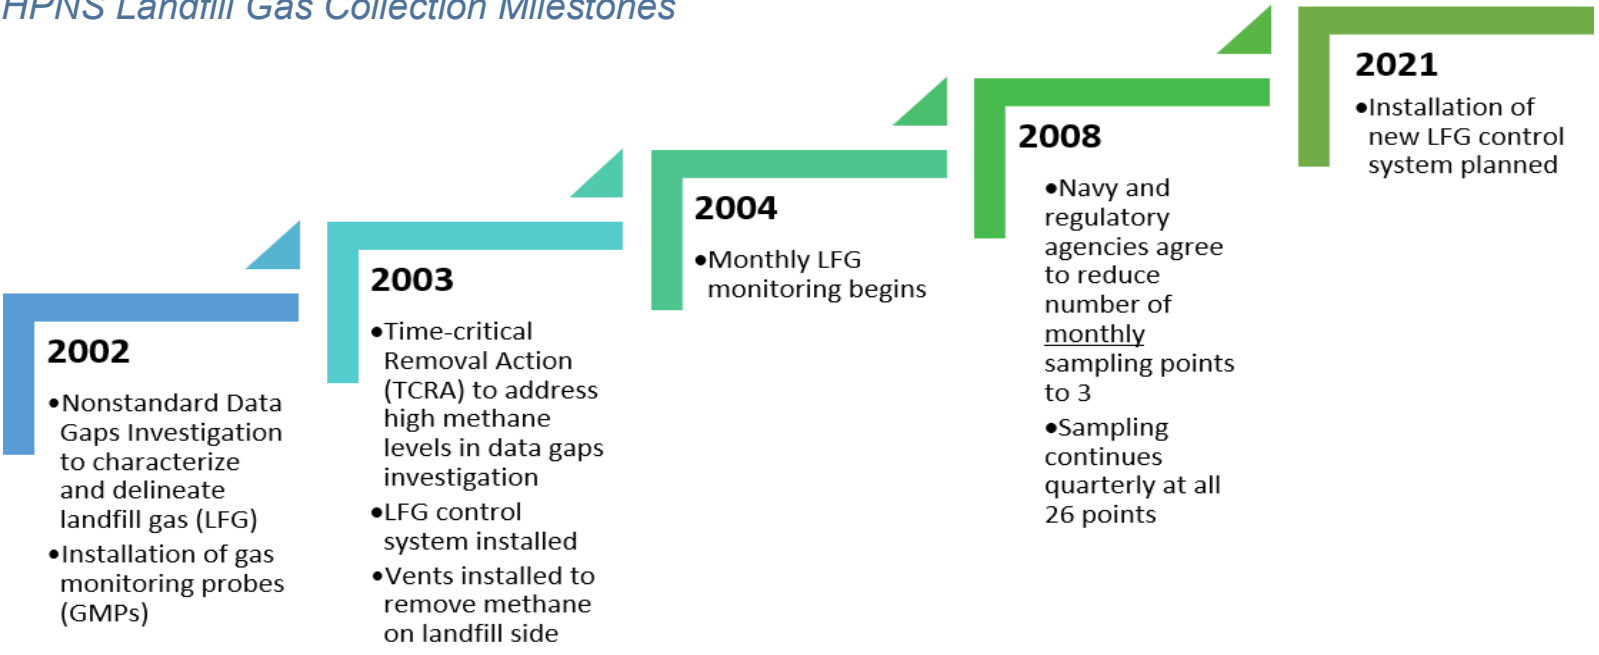 HPNS Landfill Gas Collection Milestones
2002
•Nonstandard Data
Gaps Investigation
to characterize
and delineate
landfill gas (LFG)
•Installation of gas
monitoring probes
(GMPs)
2003
•Time-critical
Removal Action
(TCRA) to address
high methane
levels in data gaps
investigation
•LFG control
system installed
•Vents installed to
remove methane
on landfill side
2004
•Monthly LFG
monitoring begins
2008
•Navy and
regulatory
agencies agree
to reduce
number of
monthly
sampling points
to 3
•Sampling
continues
quarterly at all
26 points
2021
•Installation of
new LFG control
system planned